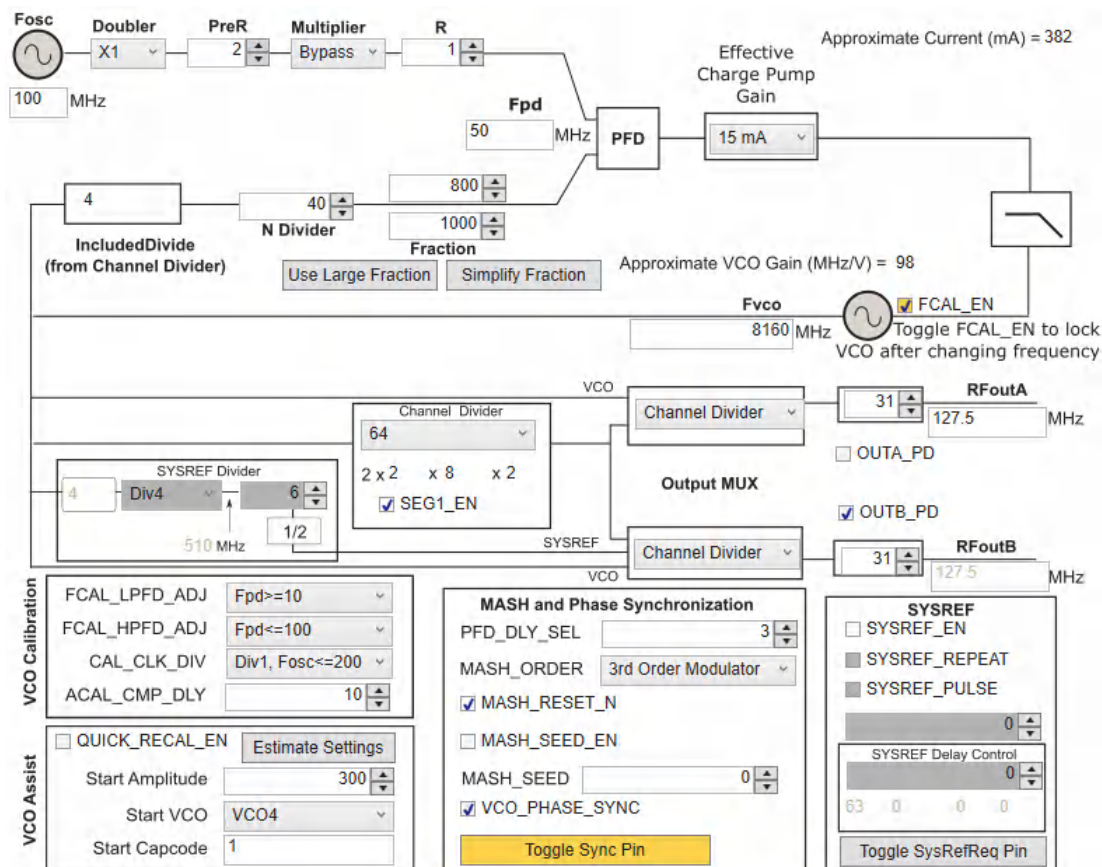 Fosc
Doubler
PreR
Multiplier
R
X1
2
Bypass
1
100 MHz
Approximate Current (mA) = 382
Effective
Charge Pump
Gain
Fpd
50 MHz
PFD
15 mA
4
IncludedDivide
(from Channel Divider)
40
N Divider
800
1000
Fraction
Use Large Fraction
Simplify Fraction
Approximate VCO Gain (MHz/V) = 98
Fvco
8160 MHz
FCAL_EN
Toggle FCAL_EN to lock
VCO after changing frequency
VCO
Channel Divider
64
2 x 2 x 8 x 2
SEG1_EN
Channel Divider
31
RFoutA
127.5 MHz
OUTA_PD
SYSREF Divider
4
Div4
6
510 MHz
1/2
Output MUX
OUTB_PD
SYSREF
VCO
Channel Divider
31
RFoutB
127.5 MHz
VCO Calibration
FCAL_LPFD_ADJ Fpd>=10
FCAL_HPFD_ADJ Fpd<=100
CAL_CLK_DIV Div1, Fosc<=200
ACAL_CMP_DLY 10
VCO Assist
QUICK_RECAL_EN Estimate Settings
Start Amplitude 300
Start VCO VCO4
Start Capcode 1
MASH and Phase Synchronization
PFD_DLY_SEL 3
MASH_ORDER 3rd Order Modulator
MASH_RESET_N
MASH_SEED_EN
MASH_SEED 0
VCO_PHASE_SYNC
Toggle Sync Pin
SYSREF
SYSREF_EN
SYSREF_REPEAT
SYSREF_PULSE
0
SYSREF Delay Control
0
63 0 0 0
Toggle SysRefReq Pin